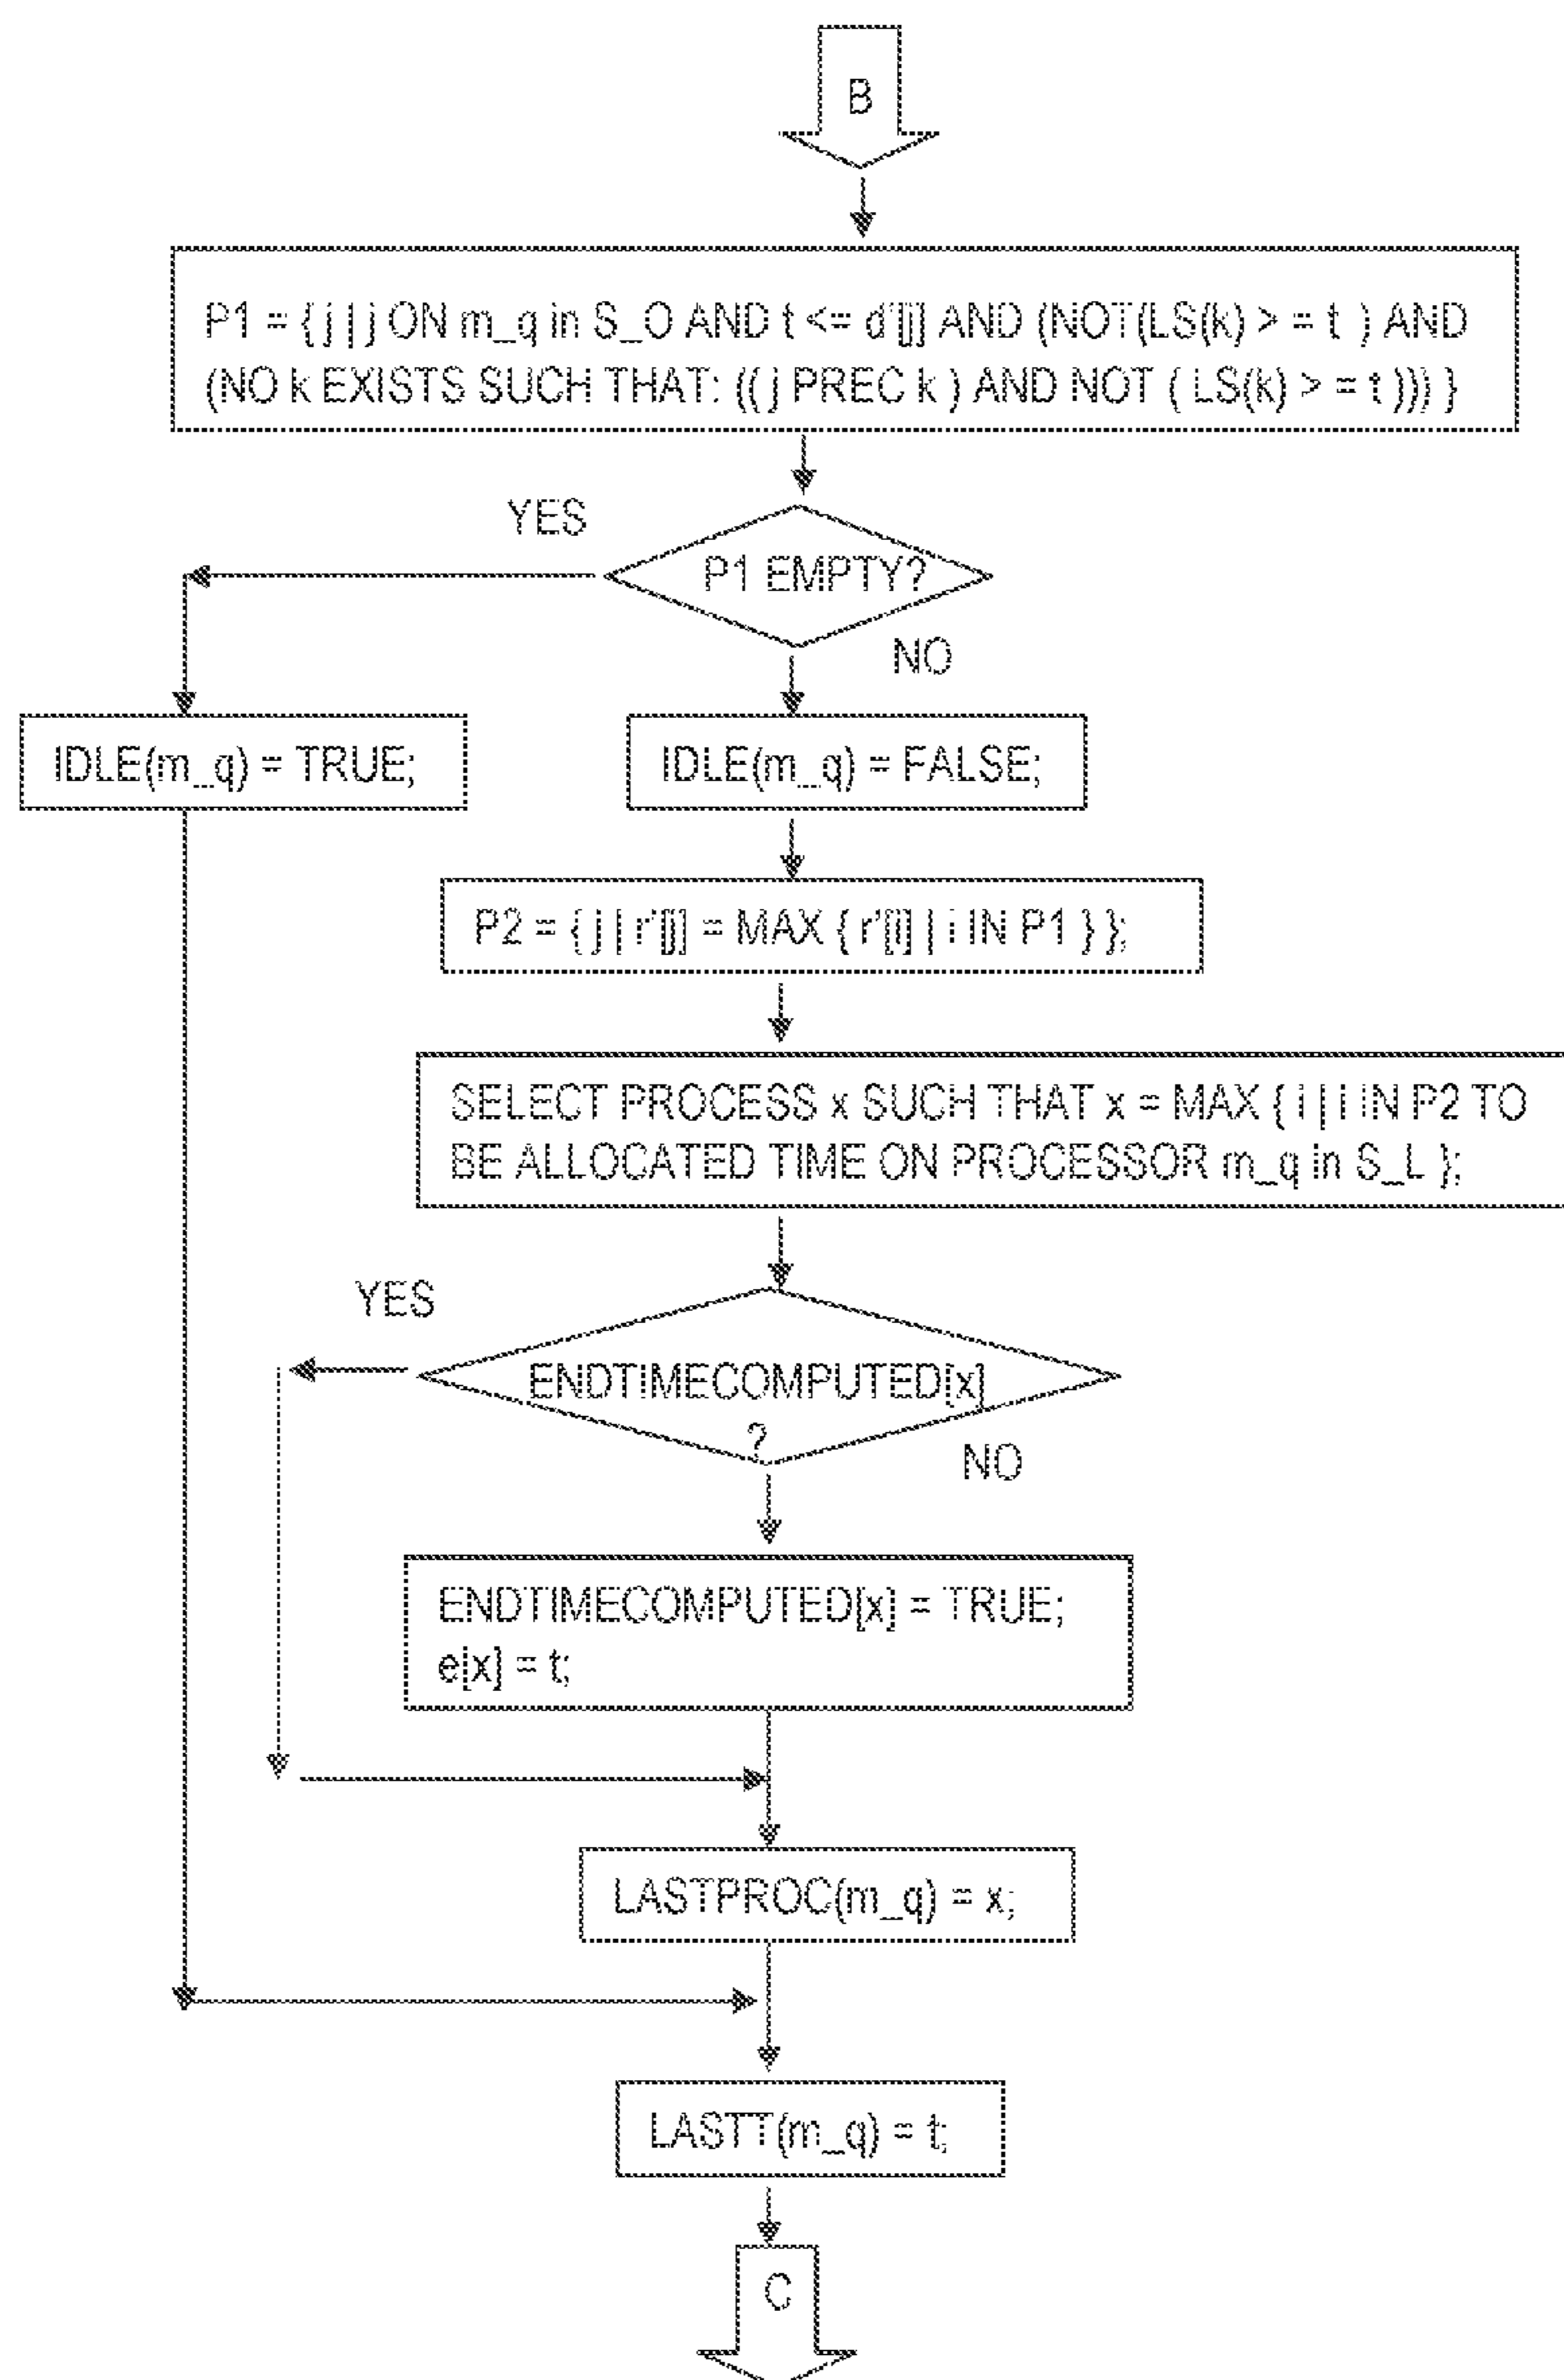 B
P1 = { j | j ON m_q in S_O AND t <= d'[j] AND (NOT(LS(k) > = t ) AND
(NO k EXISTS SUCH THAT: (( j PREC k ) AND NOT ( LS(k) > = t ))) }
YES
P1 EMPTY?
NO
IDLE(m_q) = TRUE;
IDLE(m_q) = FALSE;
P2 = { j | r'[j] = MAX { r'[i] | i IN P1 } };
SELECT PROCESS x SUCH THAT x = MAX { i | i IN P2 TO
BE ALLOCATED TIME ON PROCESSOR m_q in S_L };
YES
ENDTIMECOMPUTED[x]
?
NO
ENDTIMECOMPUTED[x] = TRUE;
e[x] = t;
LASTPROC(m_q) = x;
LASTT(m_q) = t;
C